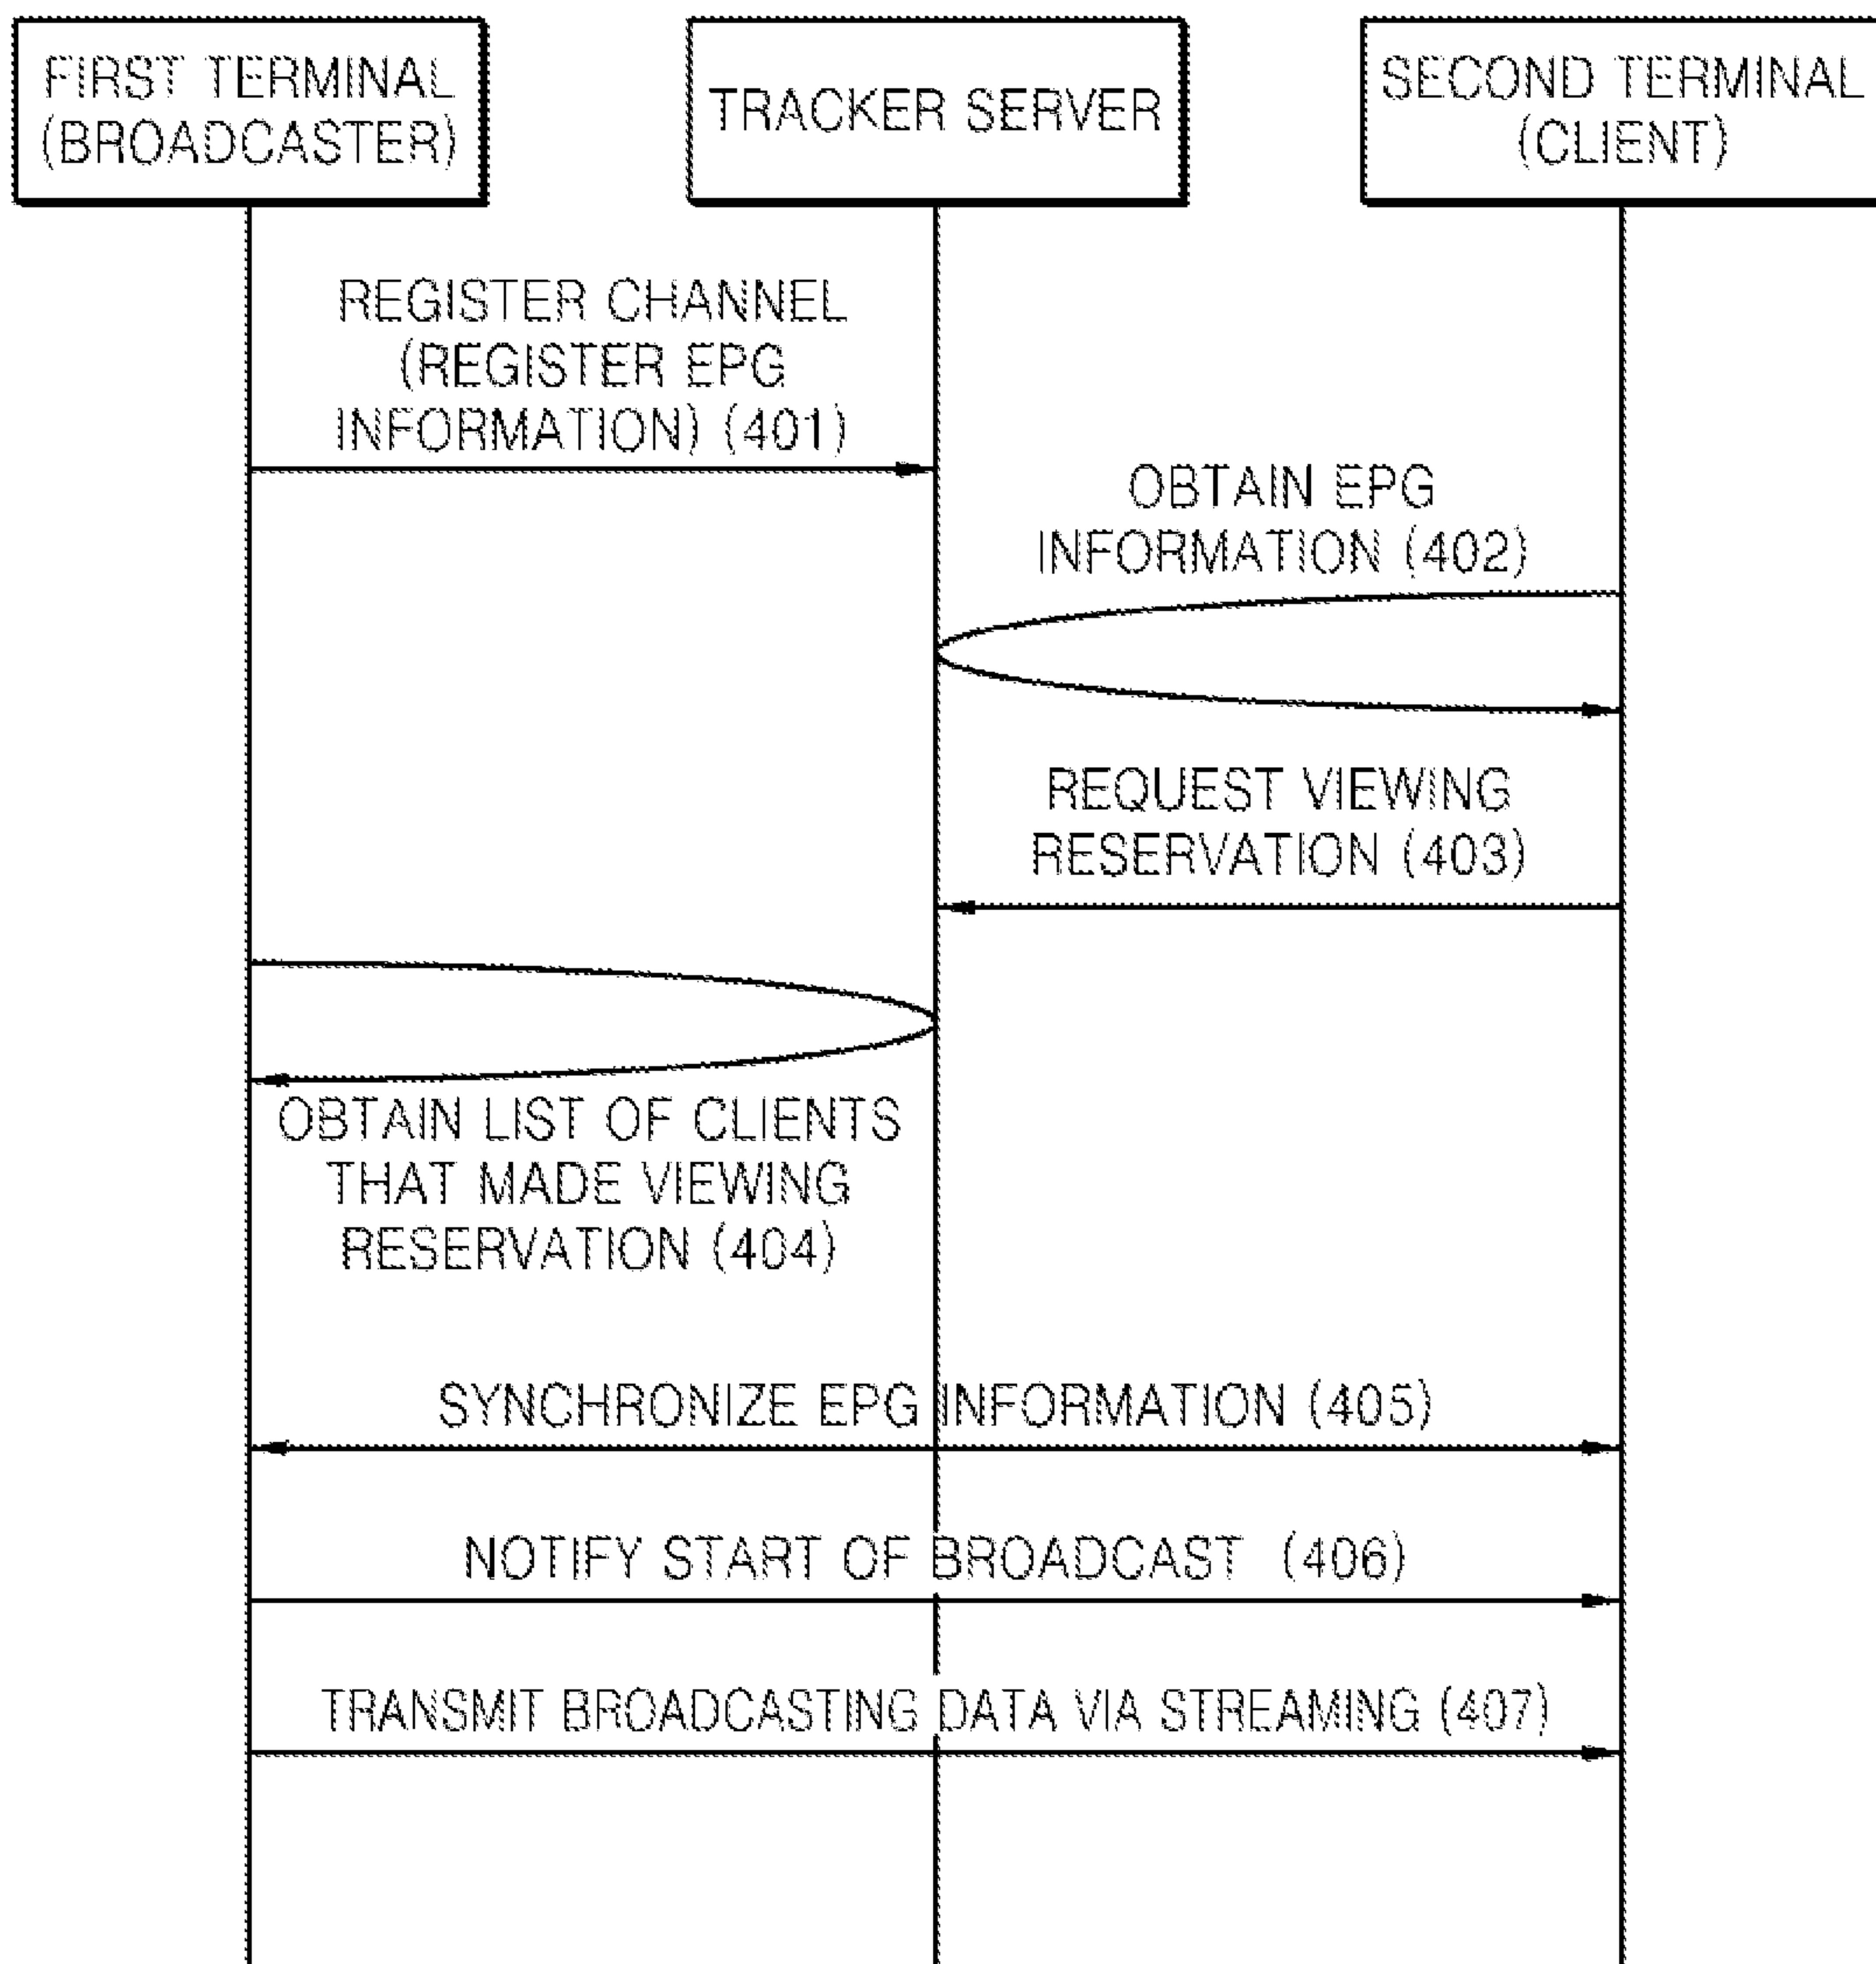 FIRST TERMINAL
(BROADCASTER)
TRACKER SERVER
SECOND TERMINAL
(CLIENT)
REGISTER CHANNEL
(REGISTER EPG
INFORMATION) (401)
OBTAIN EPG
INFORMATION (402)
REQUEST VIEWING
RESERVATION (403)
OBTAIN LIST OF CLIENTS
THAT MADE VIEWING
RESERVATION (404)
SYNCHRONIZE EPG INFORMATION (405)
NOTIFY START OF BROADCAST (406)
TRANSMIT BROADCASTING DATA VIA STREAMING (407)